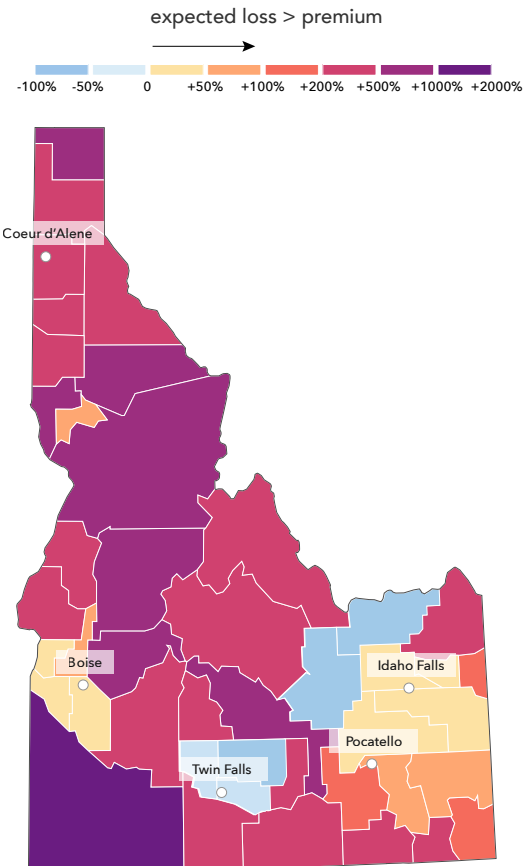 expected loss > premium
-100% -50% 0 +50% +100% +200% +500% +1000% +2000%
Coeur d'Alene
Boise
Idaho Falls
Pocatello
Twin Falls